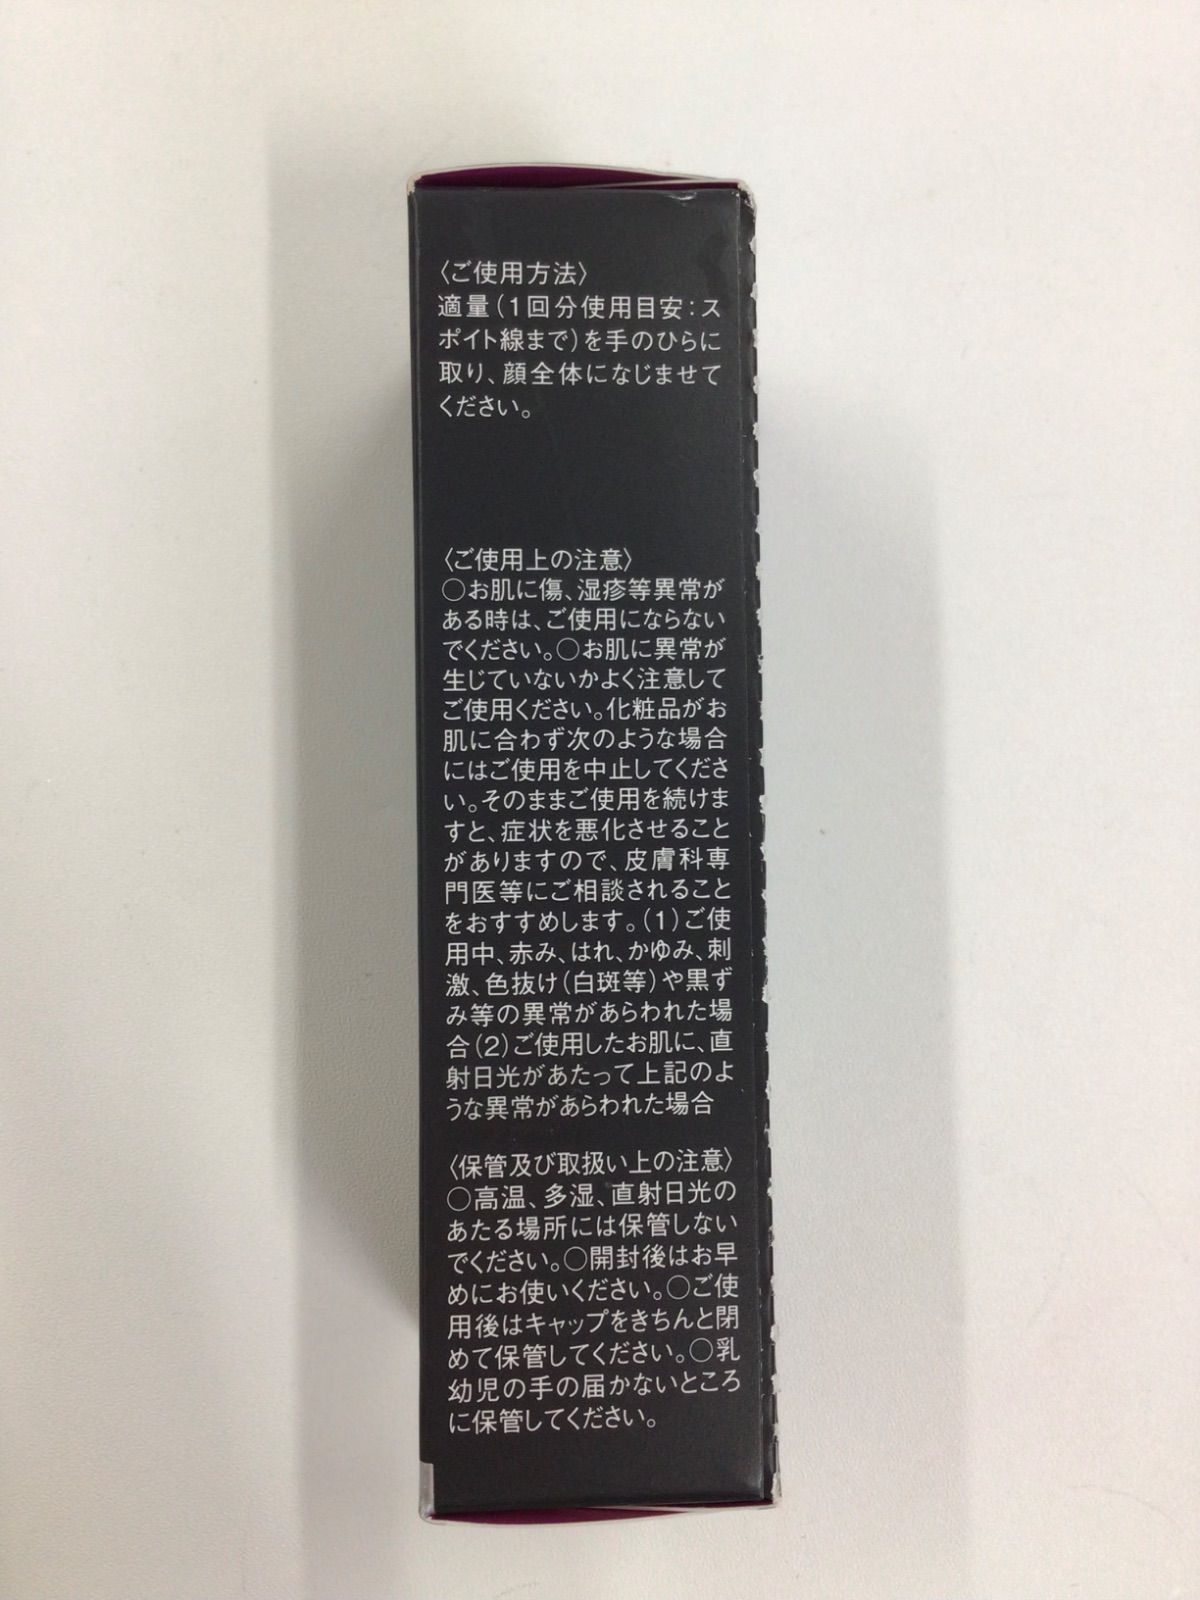 〈ご使用方法〉
適量(1回分使用目安:ス
ポイト線まで)を手のひらに
取り、顔全体になじませて
ください。
〈ご使用上の注意〉
○お肌に傷、湿疹等異常が
ある時は、ご使用にならない
でください。○お肌に異常が
生じていないかよく注意して
ご使用ください。化粧品がお
肌に合わず次のような場合
にはご使用を中止してくださ
い。そのままご使用を続けま
すと、症状を悪化させること
がありますので、皮膚科専
門医等にご相談されること
をおすすめします。(1)ご使
用中、赤み、はれ、かゆみ、刺
激、色抜け(白斑等)や黒ず
み等の異常があらわれた場
合(2)ご使用したお肌に、直
射日光があたって上記のよ
うな異常があらわれた場合
〈保管及び取扱い上の注意〉
○高温、多湿、直射日光の
あたる場所には保管しない
でください。○開封後はお早
めにお使いください。○ご使
用後はキャップをきちんと閉
めて保管してください。○乳
幼児の手の届かないところ
に保管してください。